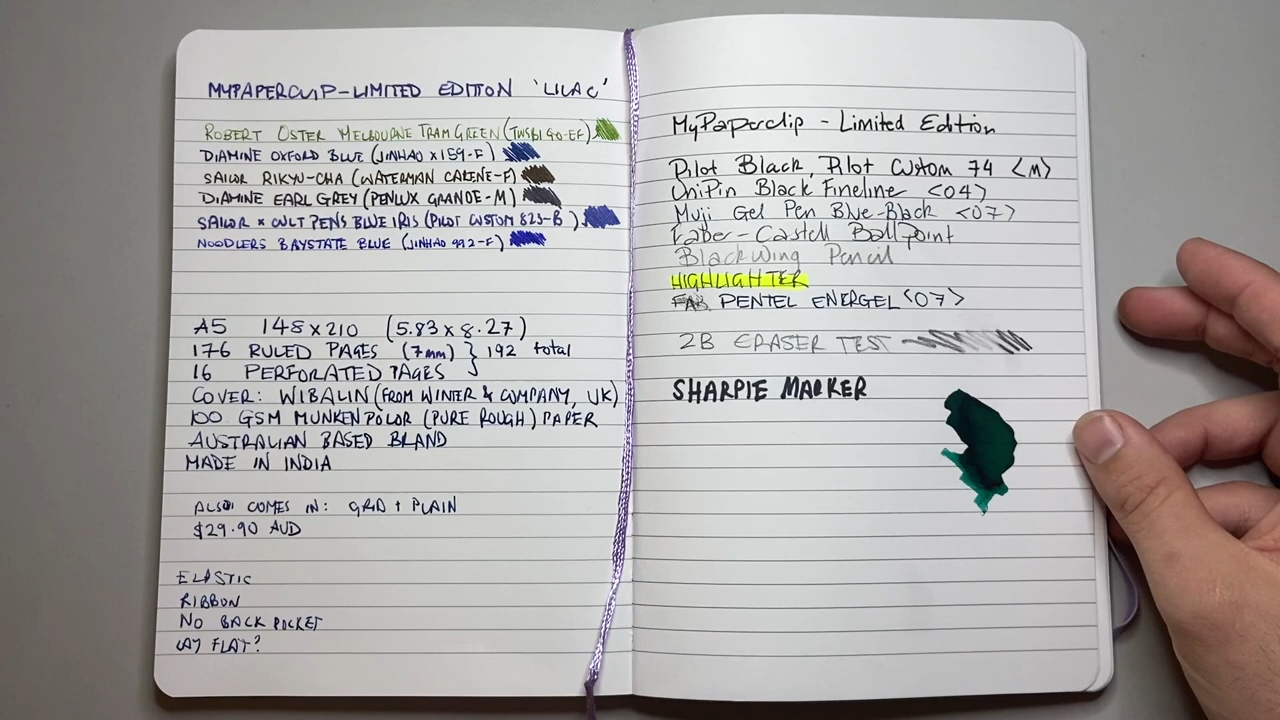 MYPAPERCLIP-LIMITED EDITION 'LILAC'
ROBERT OSTER MELBOURNE TRAM GREEN (TWSBI GO-EF)
DIAMINE OXFORD BLUE (JINHAO X159-F)
SAILOR RIKYU-CHA (WATERMAN CARENE-F)
DIAMINE EARL GREY (PENLUX GRANDE-M)
SAILOR x CULT PENS BLUE IRIS (PILOT CUSTOM 823-B)
NOODLERS BAYSTATE BLUE (JINHAO 992-F)
A5 148 x 210 (5.83 x 8.27)
176 RULED PAGES (7mm) } 192 total
16 PERFORATED PAGES
COVER: WIBALIN (FROM WINTER & COMPANY, UK)
100 GSM MUNKEN POLAR (PURE ROUGH) PAPER
AUSTRALIAN BASED BRAND
MADE IN INDIA
ALSO COMES IN: GRID + PLAIN
$29.90 AUD
ELASTIC
RIBBON
NO BACK POCKET
LAY FLAT?
MyPaperclip - Limited Edition
Pilot Black, Pilot Custom 74 <M>
UniPin Black Fineline <04>
Muji Gel Pen Blue-Black <07>
Faber-Castell Ballpoint
Blackwing Pencil
HIGHLIGHTER
PENTEL ENERGEL <07>
2B ERASER TEST
SHARPIE MARKER